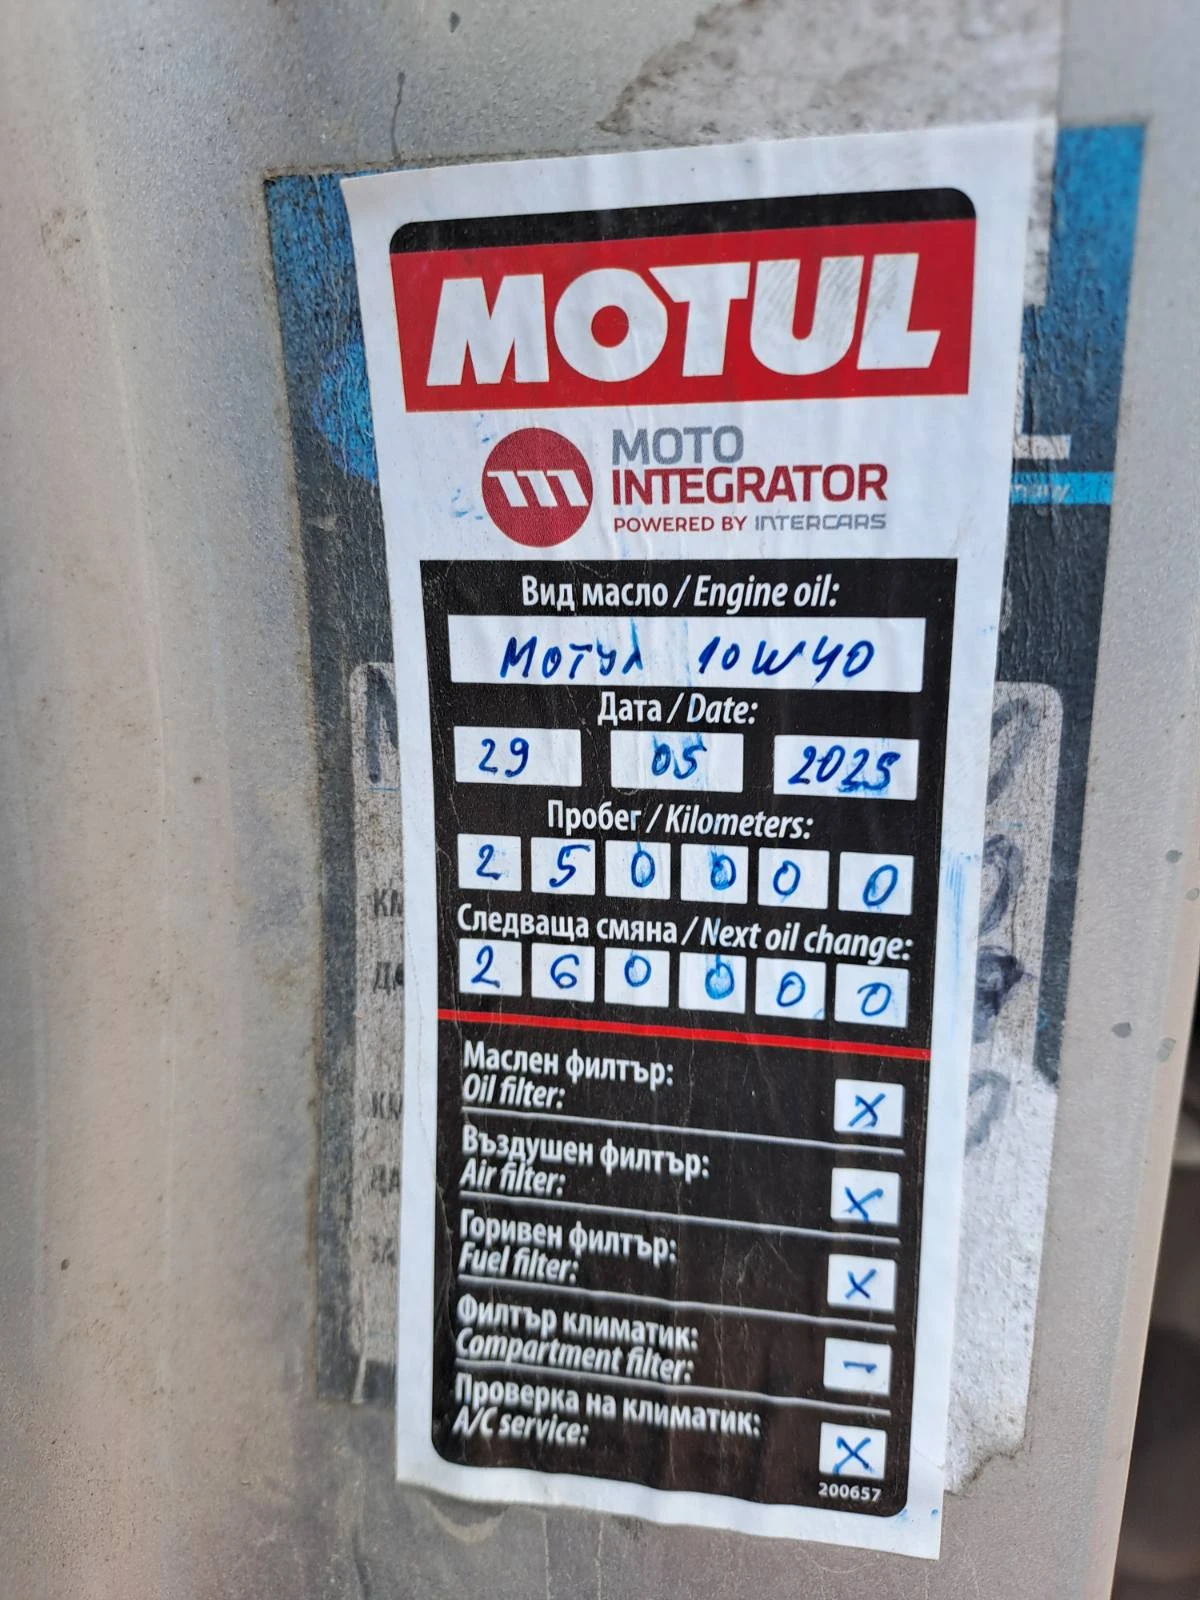 MOTUL
MOTO
INTEGRATOR
POWERED BY INTERCARS
Вид масло / Engine oil:
Мотул 10W40
Дата / Date:
29 05 2025
Пробег / Kilometers:
2 5 0 0 0 0
Следваща смяна / Next oil change:
2 6 0 0 0 0
Маслен филтър: X
Oil filter:
Въздушен филтър: X
Air filter:
Горивен филтър: X
Fuel filter:
Филтър климатик: -
Compartment filter:
Проверка на климатик: X
A/C service:
200657